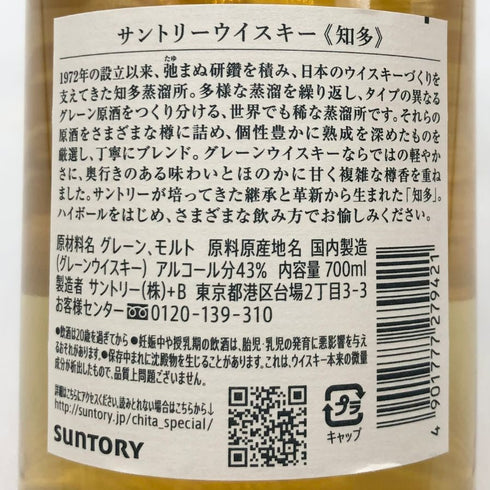 サントリーウイスキー《知多》
たゆ
1972年の設立以来、弛まぬ研鑽を積み、日本のウイスキーづくりを
支えてきた知多蒸溜所。多様な蒸溜を繰り返し、タイプの異なる
グレーン原酒をつくり分ける、世界でも稀な蒸溜所です。それらの
原酒をさまざまな樽に詰め、個性豊かに熟成を深めたものを
厳選し、丁寧にブレンド。グレーンウイスキーならではの軽やか
さに、奥行きのある味わいとほのかに甘く複雑な樽香を重ね
ました。サントリーが培ってきた継承と革新から生まれた「知多」。
ハイボールをはじめ、さまざまな飲み方でお愉しみください。
原材料名 グレーン、モルト 原料原産地名 国内製造
(グレーンウイスキー) アルコール分43% 内容量 700ml
製造者 サントリー(株)+B 東京都港区台場2丁目3-3
お客様センター 0120-139-310
●飲酒は20歳を過ぎてから ●妊娠中や授乳期の飲酒は、胎児・乳児の発育に悪影響を与え
るおそれがあります。●保存中まれに沈殿物を生じることがあります。これは、ウイスキー本来の微量
成分が析出したもので、品質上問題ございません。
詳細はこちらにアクセスください。読みとれない場合はこちらから→
http://suntory.jp/chita_special/
SUNTORY
プラ
キャップ
4 901777 279421